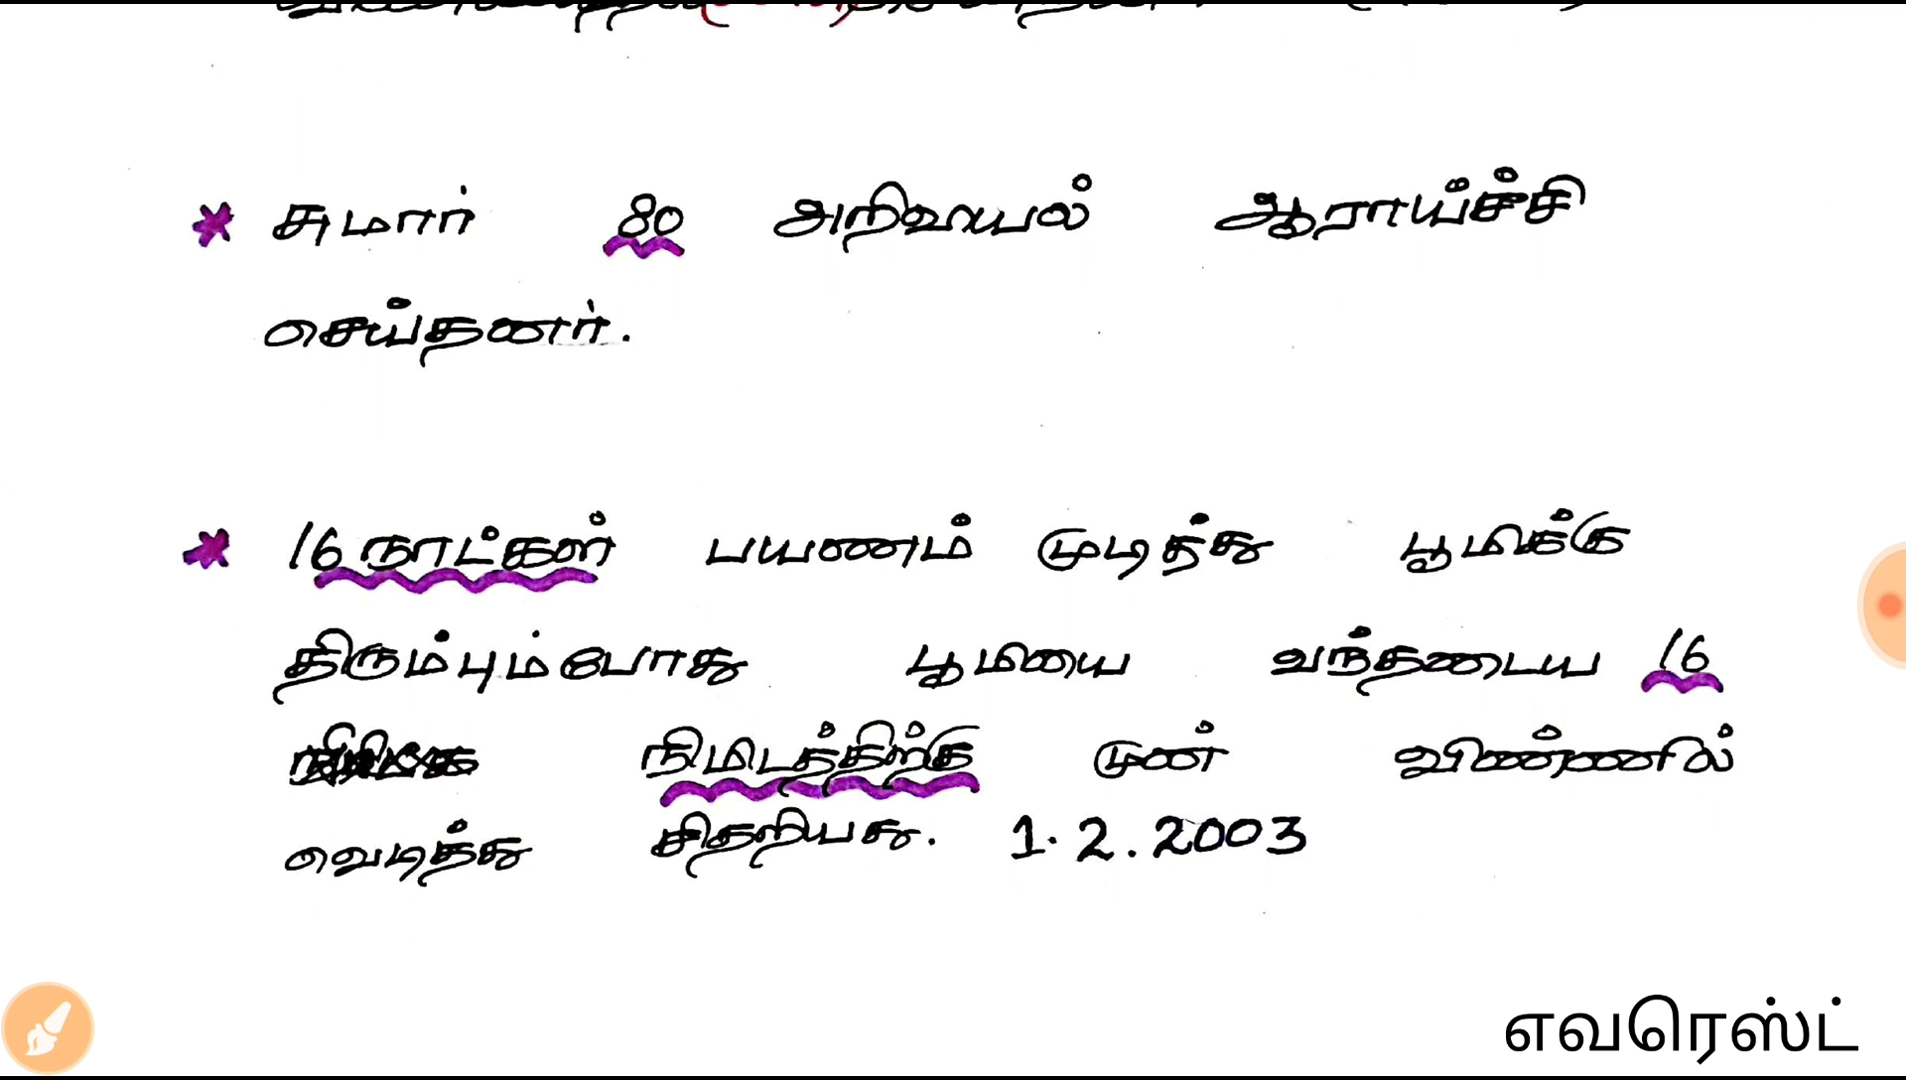 * சுமார் 80 அறிவியல் ஆராய்ச்சி
செய்தனர்.
* 16 நாட்கள் பயணம் முடித்து பூமிக்கு
திரும்பும்போது பூமியை வந்தடைய 16
நிமிடத்திற்கு முன் விண்ணில்
வெடித்து சிதறியது. 1.2.2003
எவரெஸ்ட்